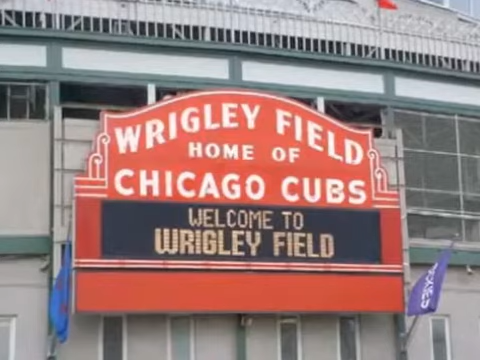 WRIGLEY FIELD
HOME OF
CHICAGO CUBS
WELCOME TO
WRIGLEY FIELD